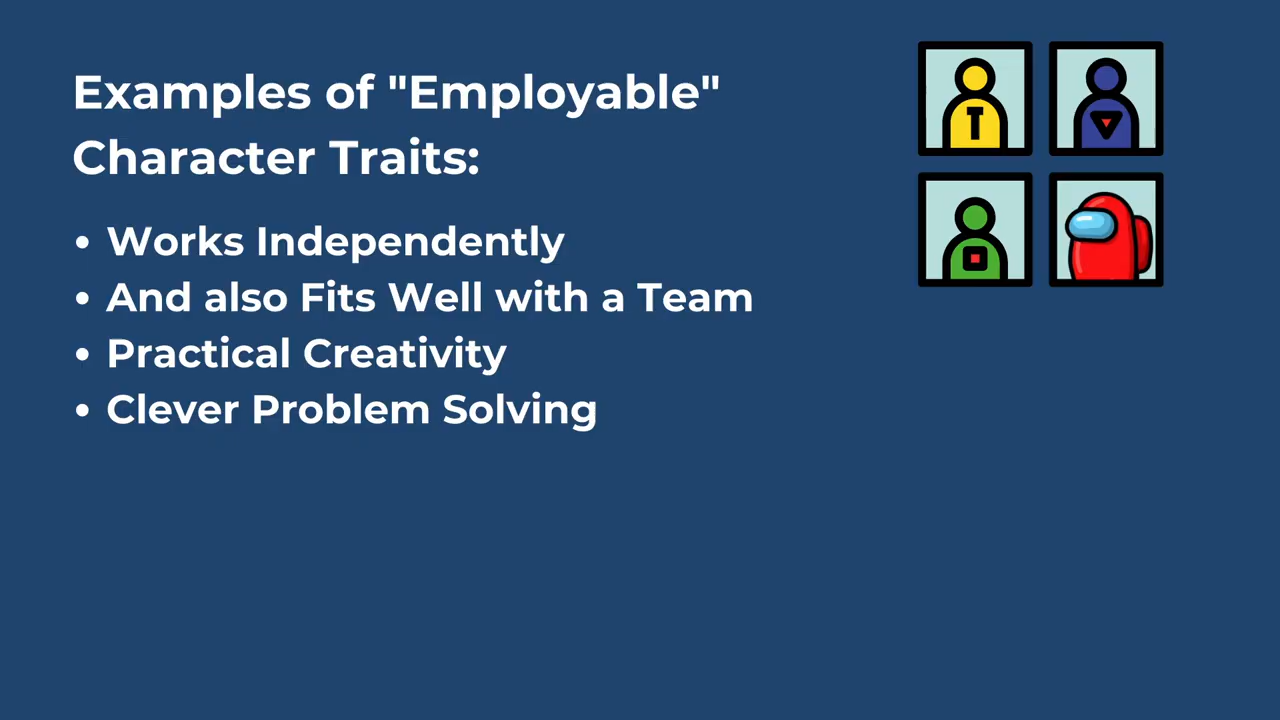 Examples of "Employable"
Character Traits:
• Works Independently
• And also Fits Well with a Team
• Practical Creativity
• Clever Problem Solving